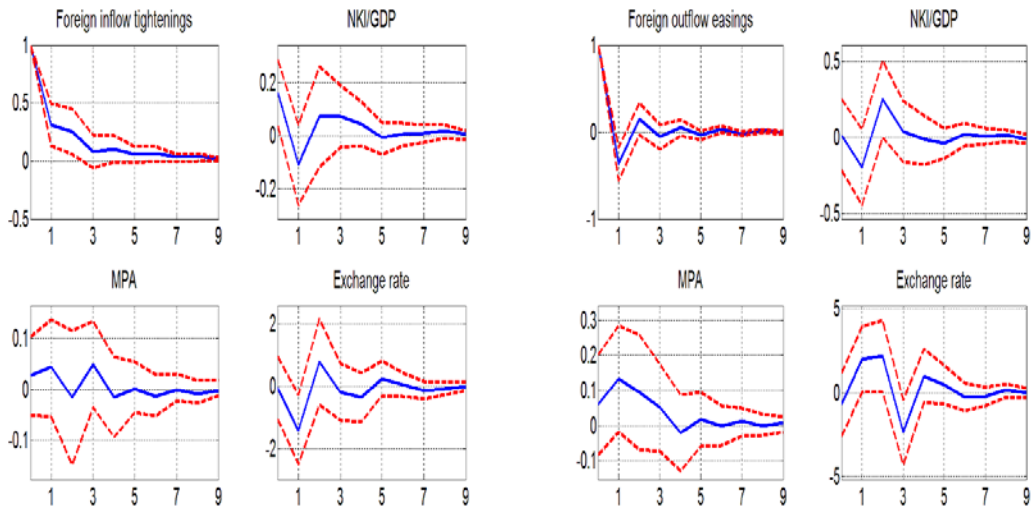 Foreign inflow tightenings
1
0.5
0
-0.5
1 3 5 7 9
NKI/GDP
0.2
0
-0.2
1 3 5 7 9
Foreign outflow easings
1
0
-1
1 3 5 7 9
NKI/GDP
0.5
0
-0.5
1 3 5 7 9
MPA
0.1
0
-0.1
1 3 5 7 9
Exchange rate
2
0
-2
1 3 5 7 9
MPA
0.3
0.2
0.1
0
-0.1
1 3 5 7 9
Exchange rate
5
0
-5
1 3 5 7 9